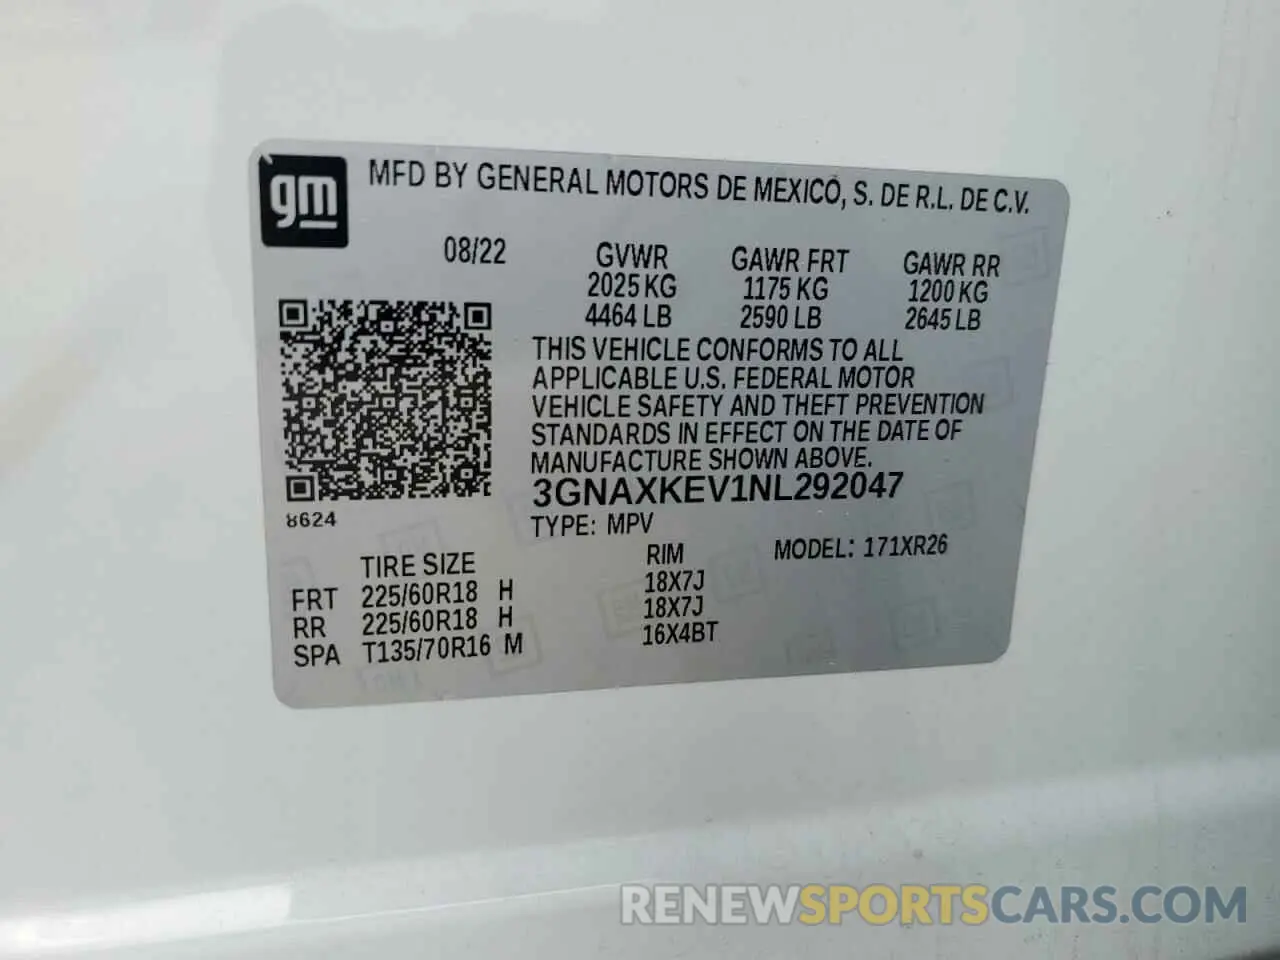 gm
MFD BY GENERAL MOTORS DE MEXICO, S. DE R.L. DE C.V.
08/22 GVWR GAWR FRT GAWR RR
2025 KG 1175 KG 1200 KG
4464 LB 2590 LB 2645 LB
THIS VEHICLE CONFORMS TO ALL
APPLICABLE U.S. FEDERAL MOTOR
VEHICLE SAFETY AND THEFT PREVENTION
STANDARDS IN EFFECT ON THE DATE OF
MANUFACTURE SHOWN ABOVE.
3GNAXKEV1NL292047
8624
TYPE: MPV
TIRE SIZE RIM MODEL: 171XR26
FRT 225/60R18 H 18X7J
RR 225/60R18 H 18X7J
SPA T135/70R16 M 16X4BT
RENEWSPORTSCARS.COM